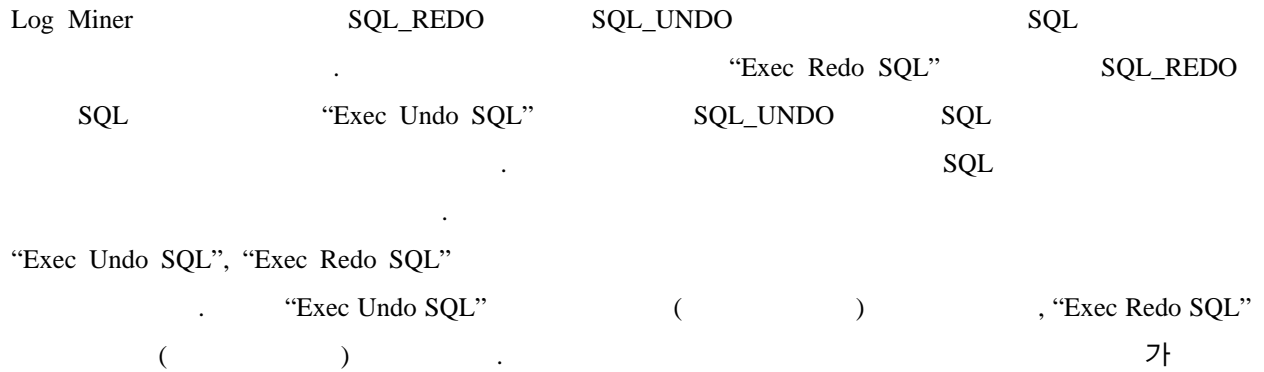 Log Miner SQL_REDO SQL_UNDO SQL
. “Exec Redo SQL” SQL_REDO
SQL “Exec Undo SQL” SQL_UNDO SQL
. SQL
.
“Exec Undo SQL”, “Exec Redo SQL”
. “Exec Undo SQL” ( ) , “Exec Redo SQL”
( ) . 가